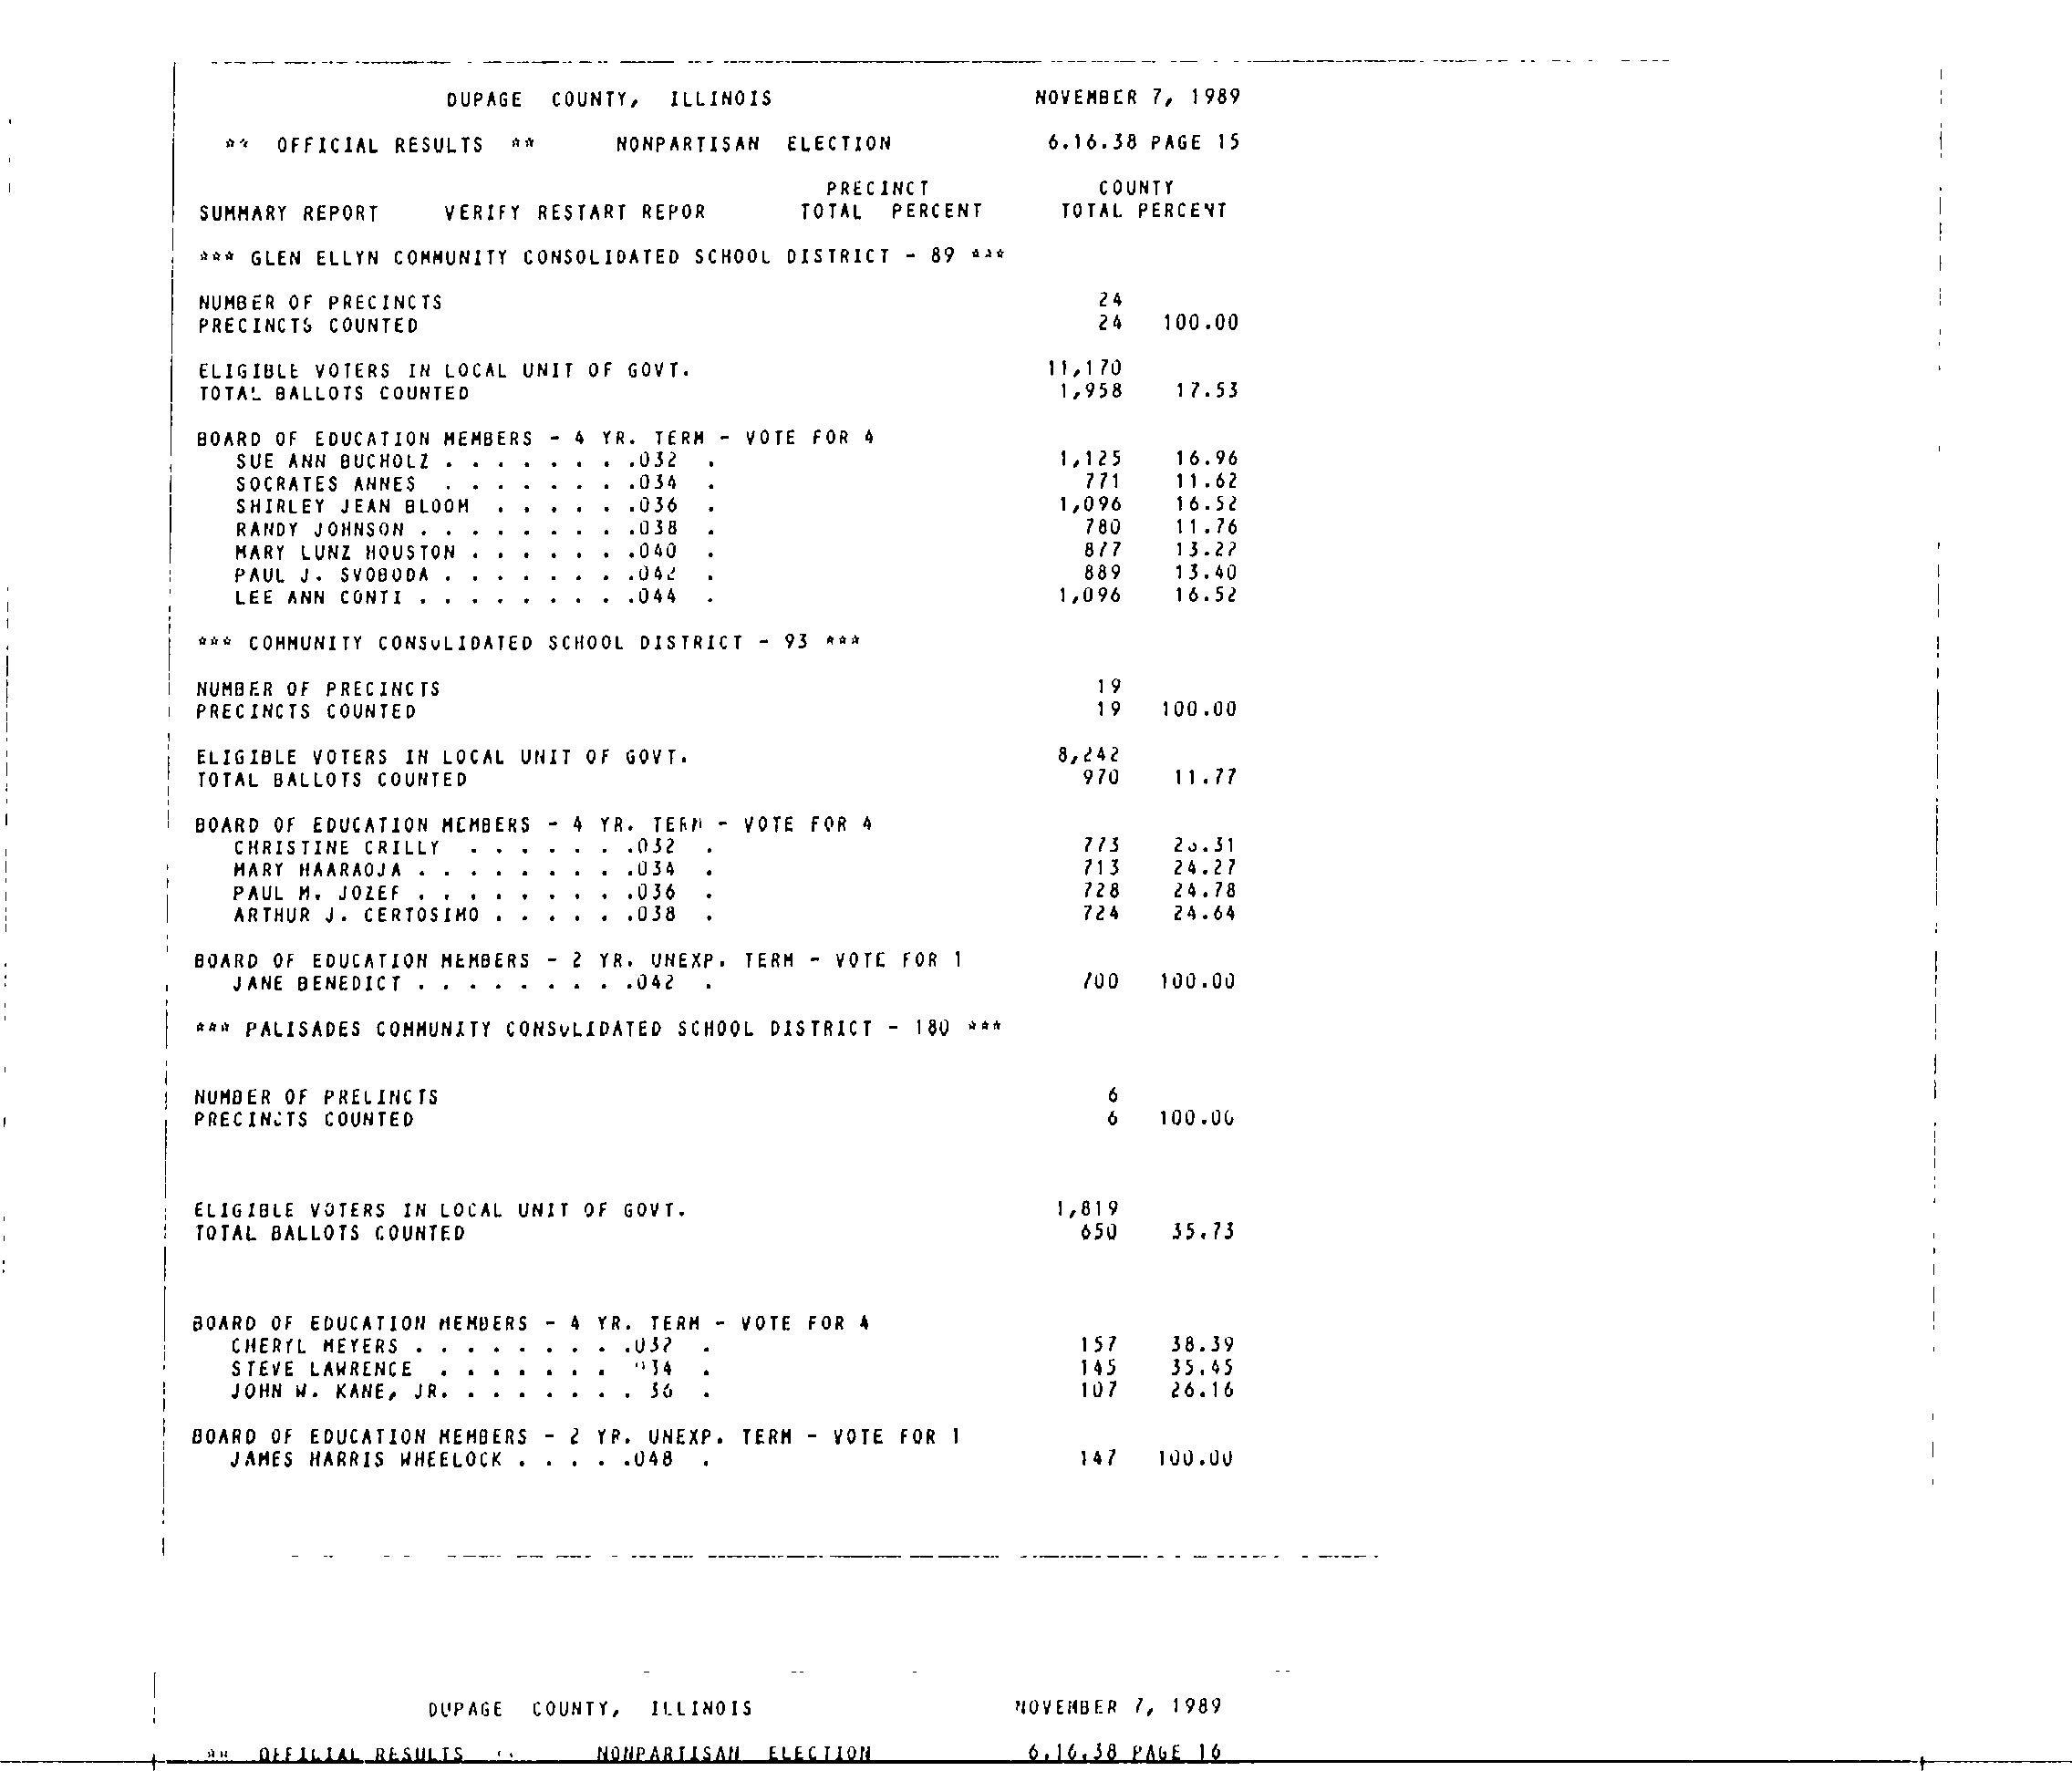 DUPAGE COUNTY, ILLINOIS NOVEMBER 7, 1989
** OFFICIAL RESULTS ** NONPARTISAN ELECTION 6.16.38 PAGE 15
PRECINCT COUNTY
SUMMARY REPORT VERIFY RESTART REPOR TOTAL PERCENT TOTAL PERCENT
*** GLEN ELLYN COMMUNITY CONSOLIDATED SCHOOL DISTRICT - 89 ***
NUMBER OF PRECINCTS 24
PRECINCTS COUNTED 24 100.00
ELIGIBLE VOTERS IN LOCAL UNIT OF GOVT. 11,170
TOTAL BALLOTS COUNTED 1,958 17.53
BOARD OF EDUCATION MEMBERS - 4 YR. TERM - VOTE FOR 4
SUE ANN BUCHOLZ . . . . . . . .032 . 1,125 16.96
SOCRATES ANNES . . . . . . . .034 . 771 11.62
SHIRLEY JEAN BLOOM . . . . . .036 . 1,096 16.52
RANDY JOHNSON . . . . . . . . .038 . 780 11.76
MARY LUNZ HOUSTON . . . . . . .040 . 877 13.22
PAUL J. SVOBODA . . . . . . . .042 . 889 13.40
LEE ANN CONTI . . . . . . . . .044 . 1,096 16.52
*** COMMUNITY CONSOLIDATED SCHOOL DISTRICT - 93 ***
NUMBER OF PRECINCTS 19
PRECINCTS COUNTED 19 100.00
ELIGIBLE VOTERS IN LOCAL UNIT OF GOVT. 8,242
TOTAL BALLOTS COUNTED 970 11.77
BOARD OF EDUCATION MEMBERS - 4 YR. TERM - VOTE FOR 4
CHRISTINE CRILLY . . . . . . .032 . 773 26.31
MARY HAARAOJA . . . . . . . . .034 . 713 24.27
PAUL M. JOZEF . . . . . . . . .036 . 728 24.78
ARTHUR J. CERTOSIMO . . . . . .038 . 724 24.64
BOARD OF EDUCATION MEMBERS - 2 YR. UNEXP. TERM - VOTE FOR 1
JANE BENEDICT . . . . . . . . .042 . 700 100.00
*** PALISADES COMMUNITY CONSOLIDATED SCHOOL DISTRICT - 180 ***
NUMBER OF PRECINCTS 6
PRECINCTS COUNTED 6 100.00
ELIGIBLE VOTERS IN LOCAL UNIT OF GOVT. 1,819
TOTAL BALLOTS COUNTED 650 35.73
BOARD OF EDUCATION MEMBERS - 4 YR. TERM - VOTE FOR 4
CHERYL MEYERS . . . . . . . . .032 . 157 38.39
STEVE LAWRENCE . . . . . . . 034 . 145 35.45
JOHN W. KANE, JR. . . . . . . . 36 . 107 26.16
BOARD OF EDUCATION MEMBERS - 2 YR. UNEXP. TERM - VOTE FOR 1
JAMES HARRIS WHEELOCK . . . . .048 . 147 100.00
DUPAGE COUNTY, ILLINOIS NOVEMBER 7, 1989
** OFFICIAL RESULTS NONPARTISAN ELECTION 6.16.38 PAGE 16